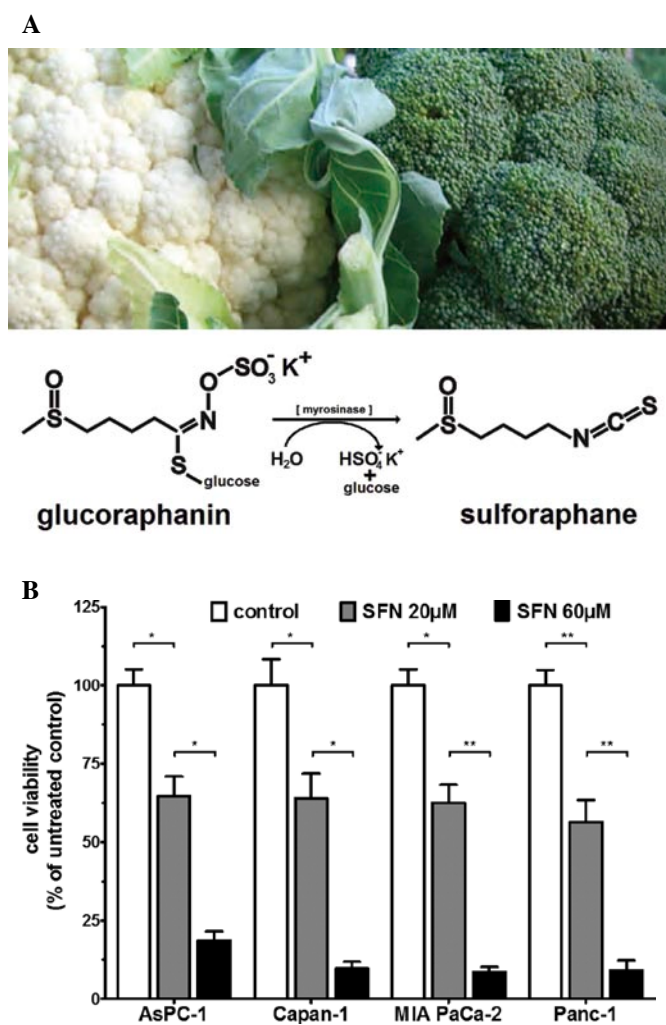 A
O
S
O
SO₃⁻ K⁺
N
S
glucose
[ myrosinase ]
H₂O
HSO₄⁻ K⁺
+
glucose
O
S
N
C
S
glucoraphanin
sulforaphane
B
cell viability
(% of untreated control)
125
100
75
50
25
0
control
SFN 20µM
SFN 60µM
* * * **
* * ** **
AsPC-1 Capan-1 MIA PaCa-2 Panc-1